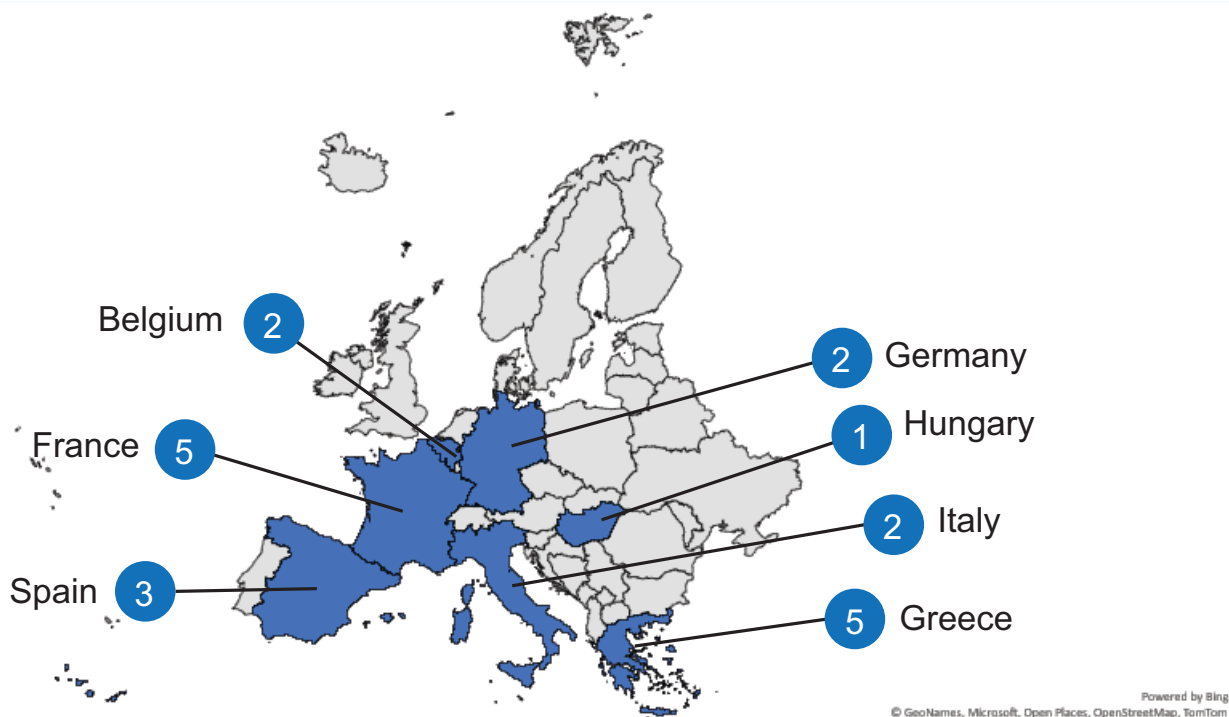 Belgium 2
2 Germany
France 5
1 Hungary
2 Italy
Spain 3
5 Greece
Powered by Bing
© GeoNames, Microsoft, Open Places, OpenStreetMap, TomTom